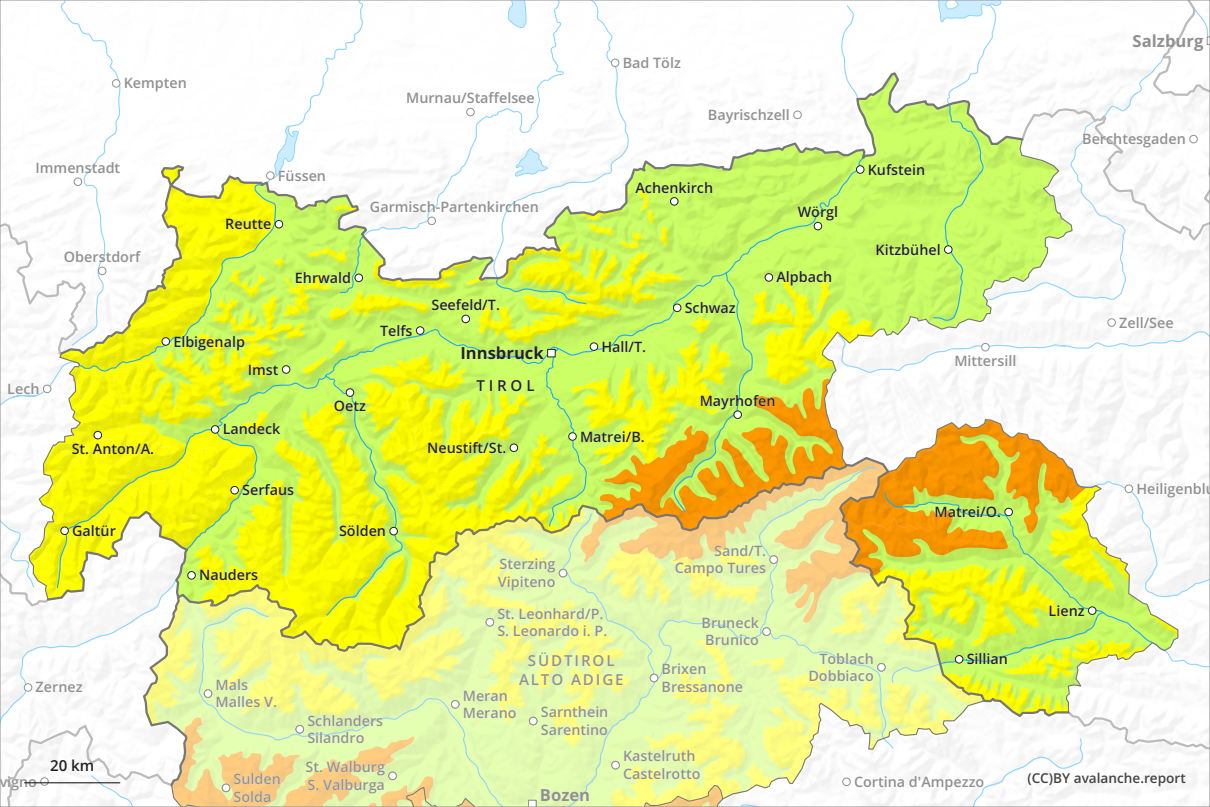 Salzburg
Bad Tölz
Kempten
Murnau/Staffelsee
Bayrischzell
Berchtesgaden
Immenstadt
Füssen
Kufstein
Achenkirch
Garmisch-Partenkirchen
Wörgl
Reutte
Kitzbühel
Oberstdorf
Ehrwald
Alpbach
Seefeld/T.
Schwaz
Zell/See
Telfs
Elbigenalp
Innsbruck
Hall/T.
Mittersill
Imst
TIROL
Lech
Oetz
Mayrhofen
Landeck
Matrei/B.
St. Anton/A.
Neustift/St.
Serfaus
Heiligenblu
Matrei/O.
Galtür
Sölden
Sand/T.
Campo Tures
Sterzing
Vipiteno
Nauders
Lienz
St. Leonhard/P.
S. Leonardo i. P.
Bruneck
Brunico
Sillian
SÜDTIROL
ALTO ADIGE
Toblach
Dobbiaco
Brixen
Bressanone
Zernez
Mals
Malles V.
Meran
Merano
Sarnthein
Sarentino
Schlanders
Silandro
Kastelruth
Castelrotto
20 km
St. Walburg
S. Valburga
vigno
Sulden
Solda
Cortina d'Ampezzo
(CC)BY avalanche.report
Bozen